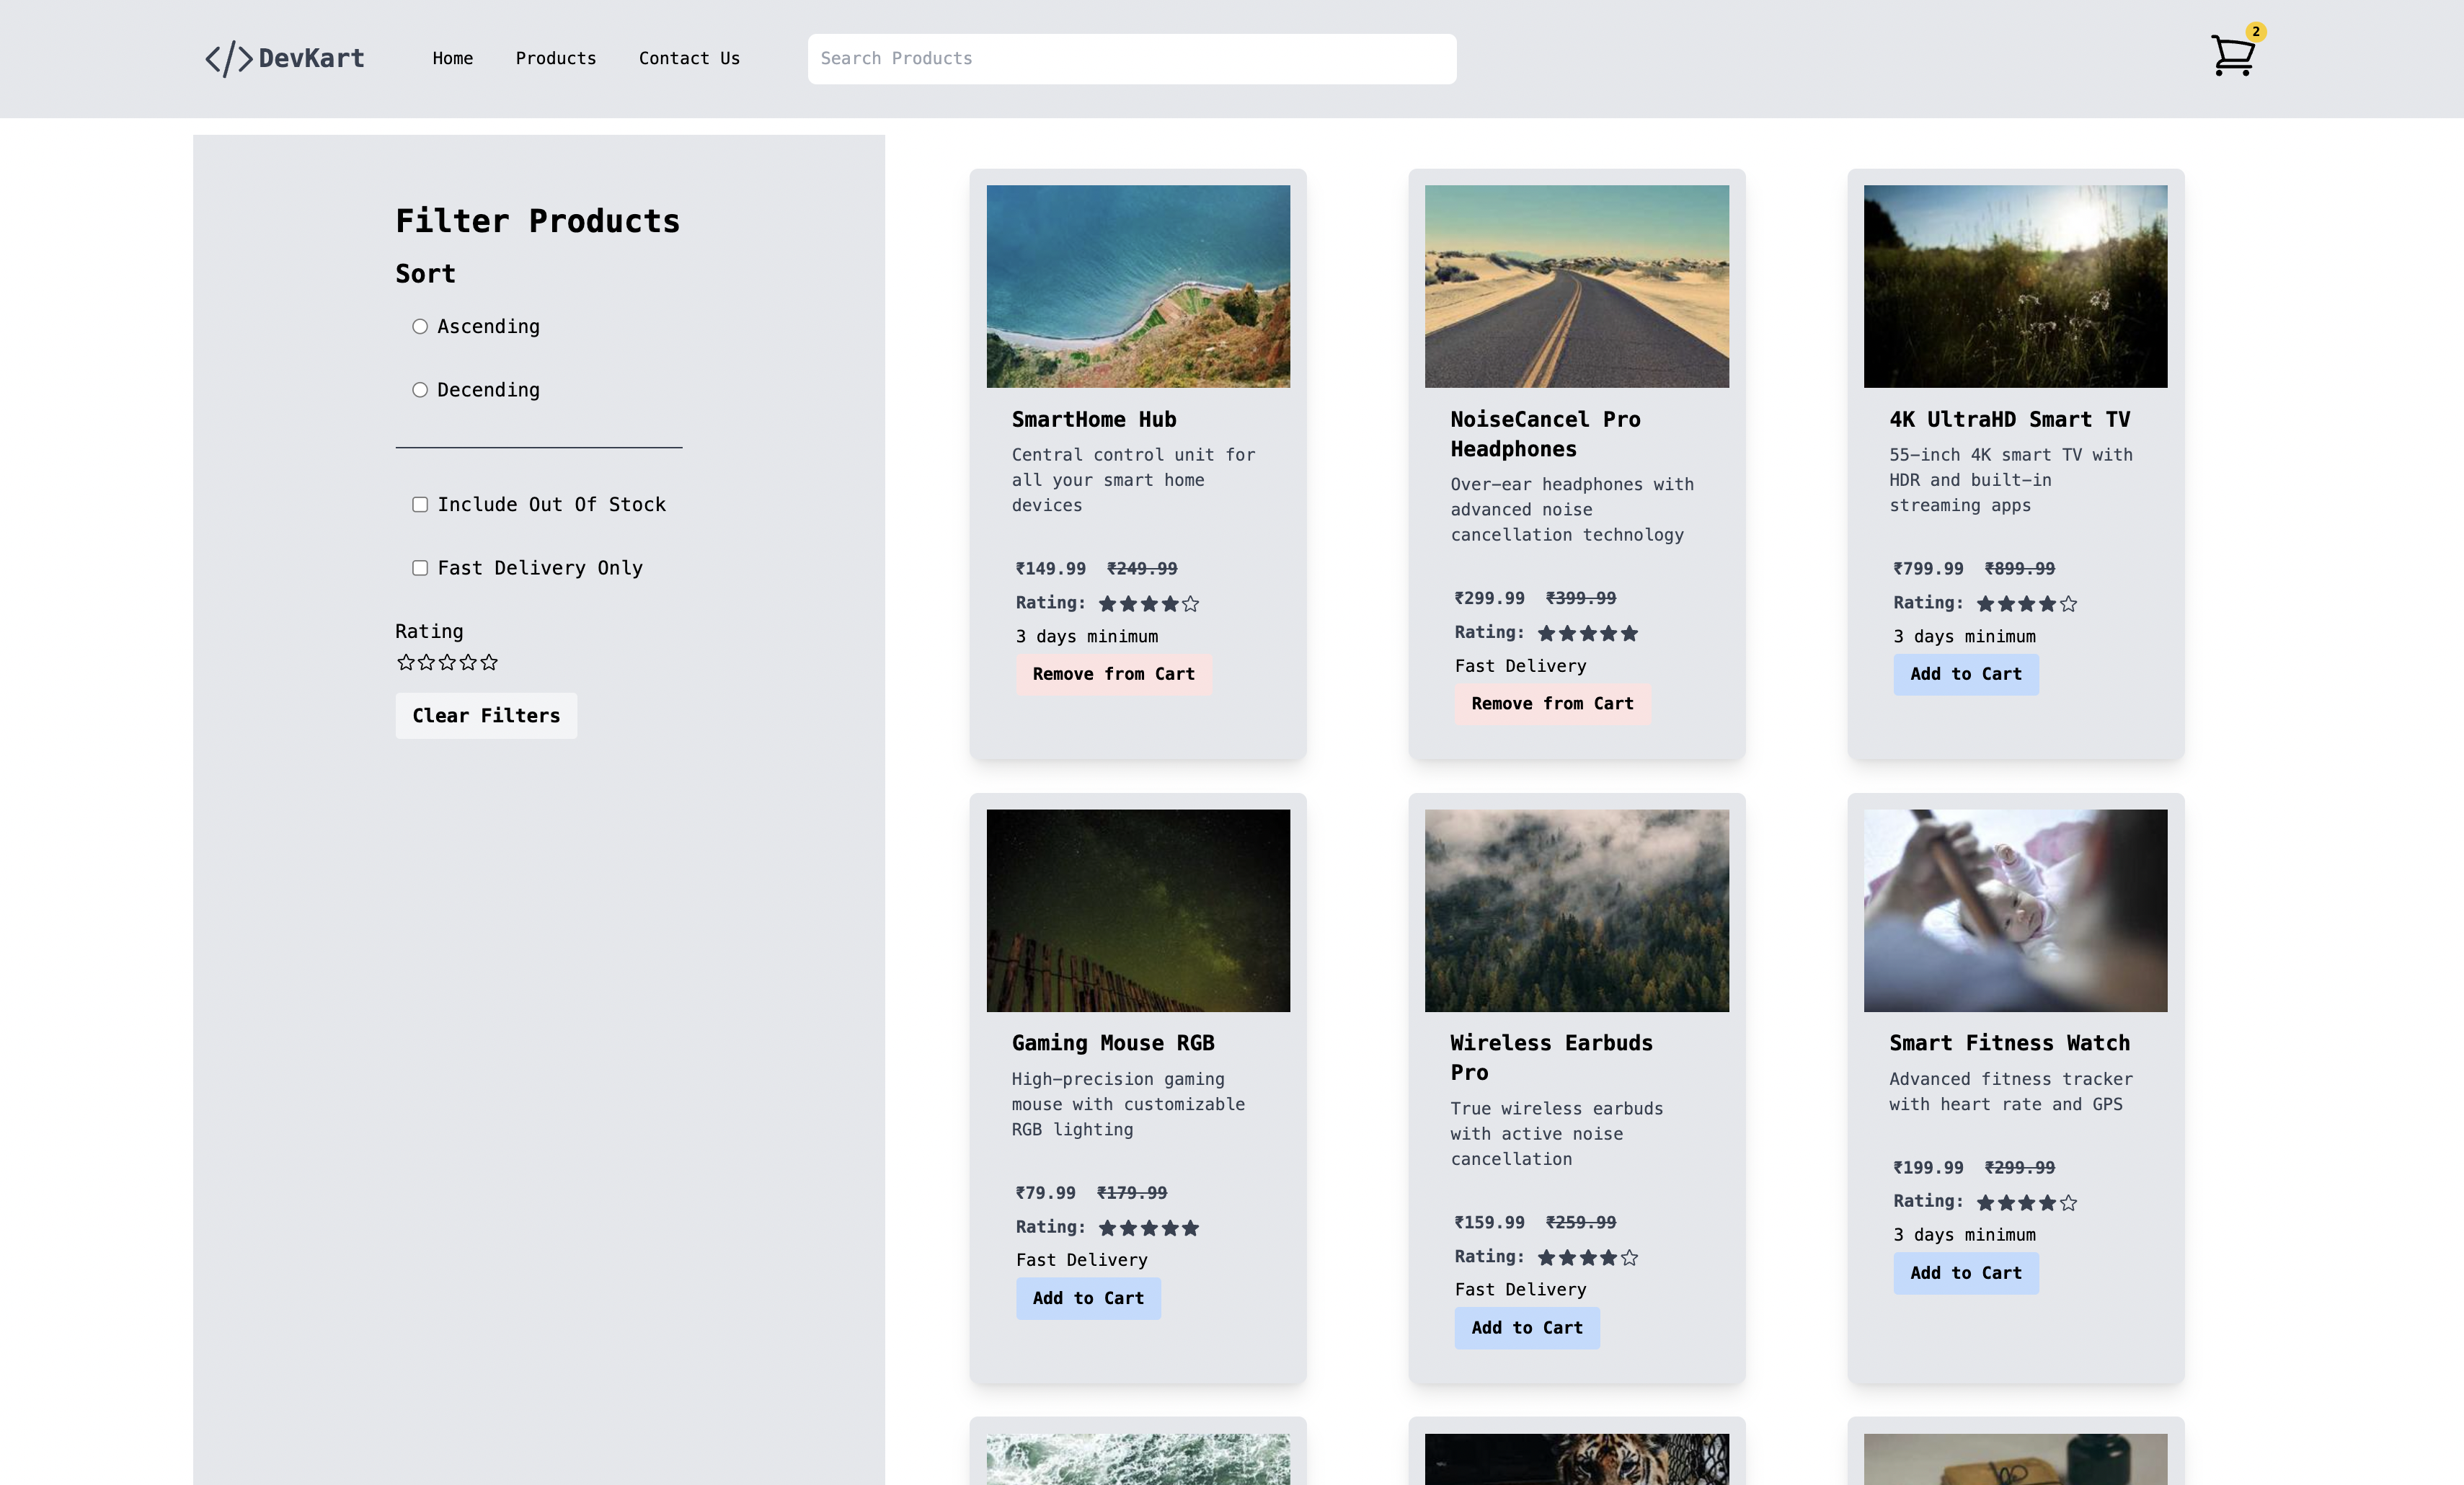 </>DevKart
Home
Products
Contact Us
Search Products
2
Filter Products
Sort
Ascending
Decending
Include Out Of Stock
Fast Delivery Only
Rating
Clear Filters
SmartHome Hub
Central control unit for
all your smart home
devices
₹149.99 ₹249.99
Rating:
3 days minimum
Remove from Cart
NoiseCancel Pro
Headphones
Over-ear headphones with
advanced noise
cancellation technology
₹299.99 ₹399.99
Rating:
Fast Delivery
Remove from Cart
4K UltraHD Smart TV
55-inch 4K smart TV with
HDR and built-in
streaming apps
₹799.99 ₹899.99
Rating:
3 days minimum
Add to Cart
Gaming Mouse RGB
High-precision gaming
mouse with customizable
RGB lighting
₹79.99 ₹179.99
Rating:
Fast Delivery
Add to Cart
Wireless Earbuds
Pro
True wireless earbuds
with active noise
cancellation
₹159.99 ₹259.99
Rating:
Fast Delivery
Add to Cart
Smart Fitness Watch
Advanced fitness tracker
with heart rate and GPS
₹199.99 ₹299.99
Rating:
3 days minimum
Add to Cart